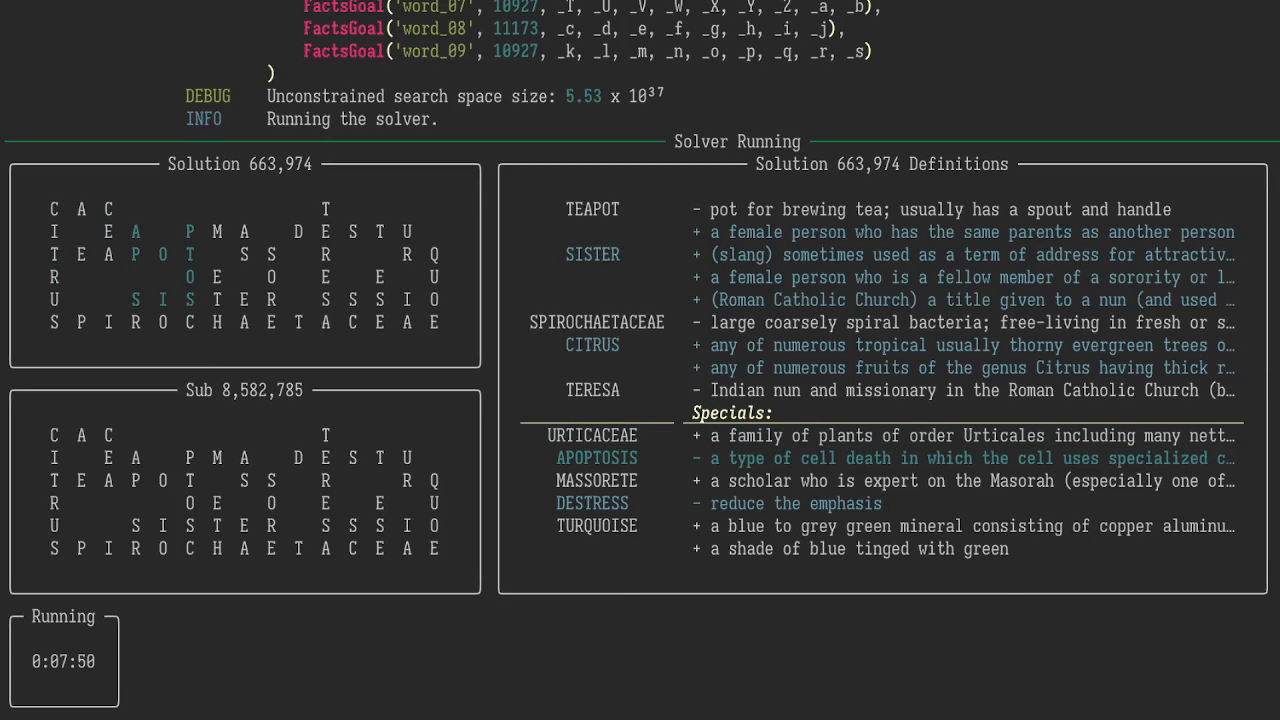 FactsGoal('word_07', 10927, _T, _U, _V, _W, _X, _Y, _Z, _a, _b),
FactsGoal('word_08', 11173, _c, _d, _e, _f, _g, _h, _i, _j),
FactsGoal('word_09', 10927, _k, _l, _m, _n, _o, _p, _q, _r, _s)
)
DEBUG Unconstrained search space size: 5.53 x 10³⁷
INFO Running the solver.
Solver Running
Solution 663,974
C A C T
I E A P M A D E S T U
T E A P O T S S R R Q
R O E O E E U
U S I S T E R S S S I O
S P I R O C H A E T A C E A E
Sub 8,582,785
C A C T
I E A P M A D E S T U
T E A P O T S S R R Q
R O E O E E U
U S I S T E R S S S I O
S P I R O C H A E T A C E A E
Running
0:07:50
Solution 663,974 Definitions
TEAPOT - pot for brewing tea; usually has a spout and handle
+ a female person who has the same parents as another person
SISTER + (slang) sometimes used as a term of address for attractiv…
+ a female person who is a fellow member of a sorority or l…
+ (Roman Catholic Church) a title given to a nun (and used …
SPIROCHAETACEAE - large coarsely spiral bacteria; free-living in fresh or s…
CITRUS + any of numerous tropical usually thorny evergreen trees o…
+ any of numerous fruits of the genus Citrus having thick r…
TERESA - Indian nun and missionary in the Roman Catholic Church (b…
Specials:
URTICACEAE + a family of plants of order Urticales including many nett…
APOPTOSIS - a type of cell death in which the cell uses specialized c…
MASSORETE + a scholar who is expert on the Masorah (especially one of…
DESTRESS - reduce the emphasis
TURQUOISE + a blue to grey green mineral consisting of copper aluminu…
+ a shade of blue tinged with green